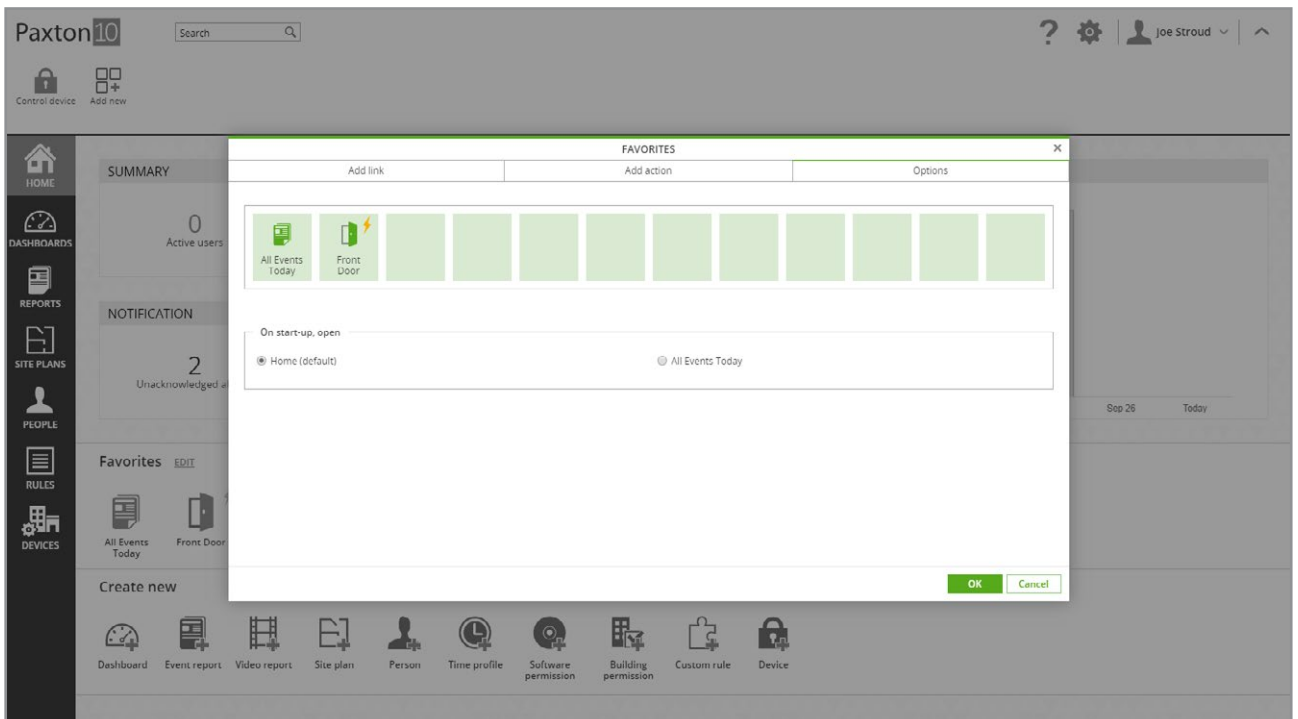 Paxton10
Search
Joe Stroud
Control device
Add new
HOME
DASHBOARDS
REPORTS
SITE PLANS
PEOPLE
RULES
DEVICES
SUMMARY
0
Active users
NOTIFICATION
2
Unacknowledged
FAVORITES
Add link
Add action
Options
All Events
Today
Front
Door
On start-up, open
Home (default)
All Events Today
OK
Cancel
Sep 26
Today
Favorites EDIT
All Events
Today
Front Door
Create new
Dashboard
Event report
Video report
Site plan
Person
Time profile
Software
permission
Building
permission
Custom rule
Device